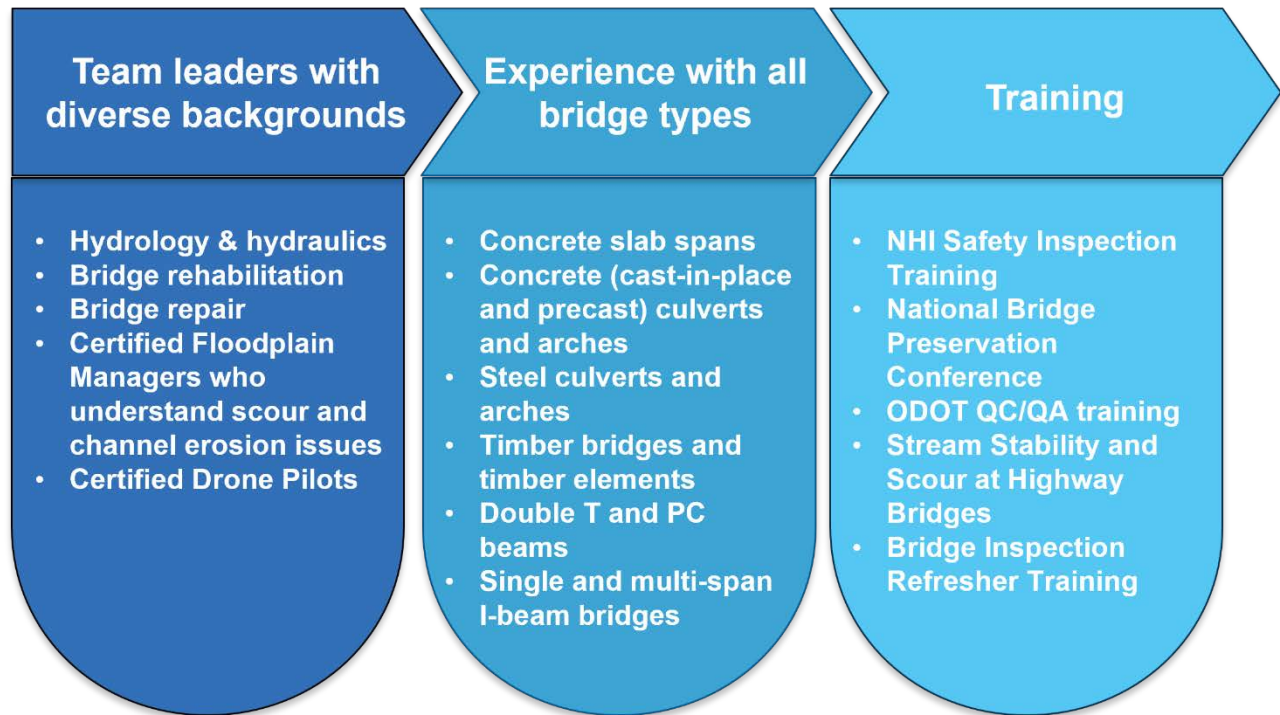 Team leaders with
diverse backgrounds
• Hydrology & hydraulics
• Bridge rehabilitation
• Bridge repair
• Certified Floodplain
Managers who
understand scour and
channel erosion issues
• Certified Drone Pilots
Experience with all
bridge types
• Concrete slab spans
• Concrete (cast-in-place
and precast) culverts
and arches
• Steel culverts and
arches
• Timber bridges and
timber elements
• Double T and PC
beams
• Single and multi-span
I-beam bridges
Training
• NHI Safety Inspection
Training
• National Bridge
Preservation
Conference
• ODOT QC/QA training
• Stream Stability and
Scour at Highway
Bridges
• Bridge Inspection
Refresher Training